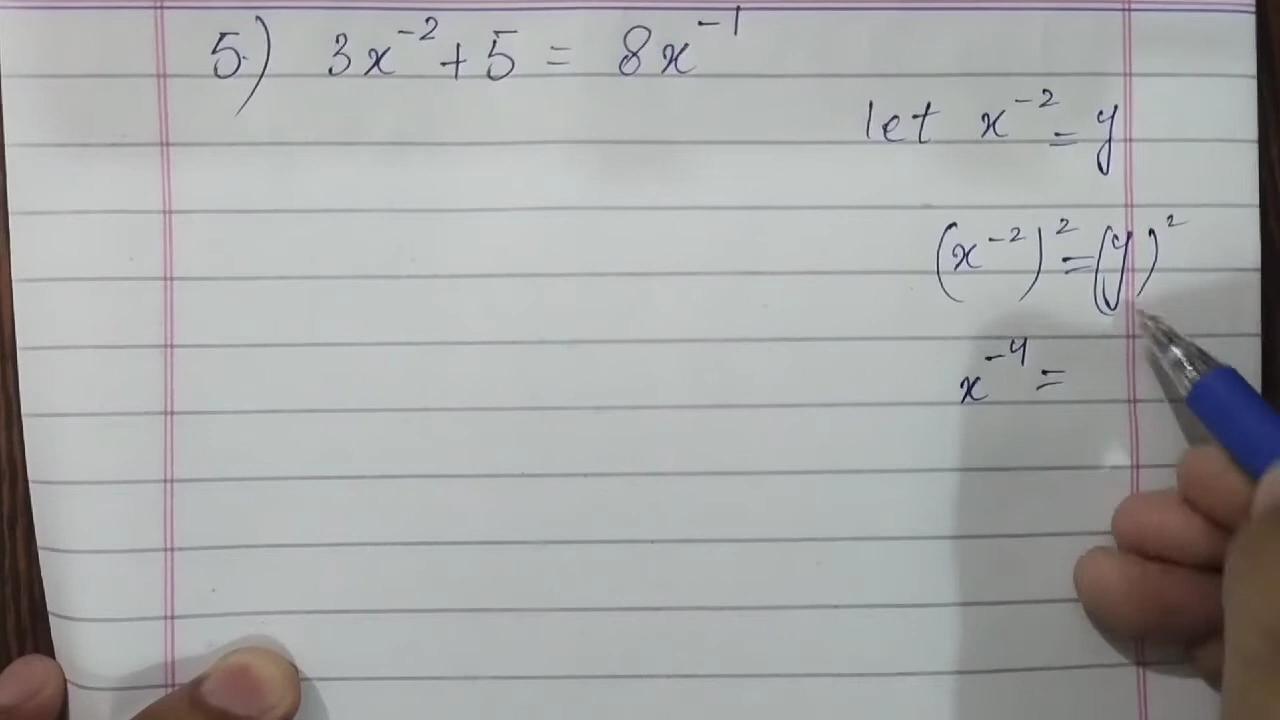 5) 3x⁻² + 5 = 8x⁻¹
let x⁻² = y
(x⁻²)² = (y)²
x⁻⁴ =